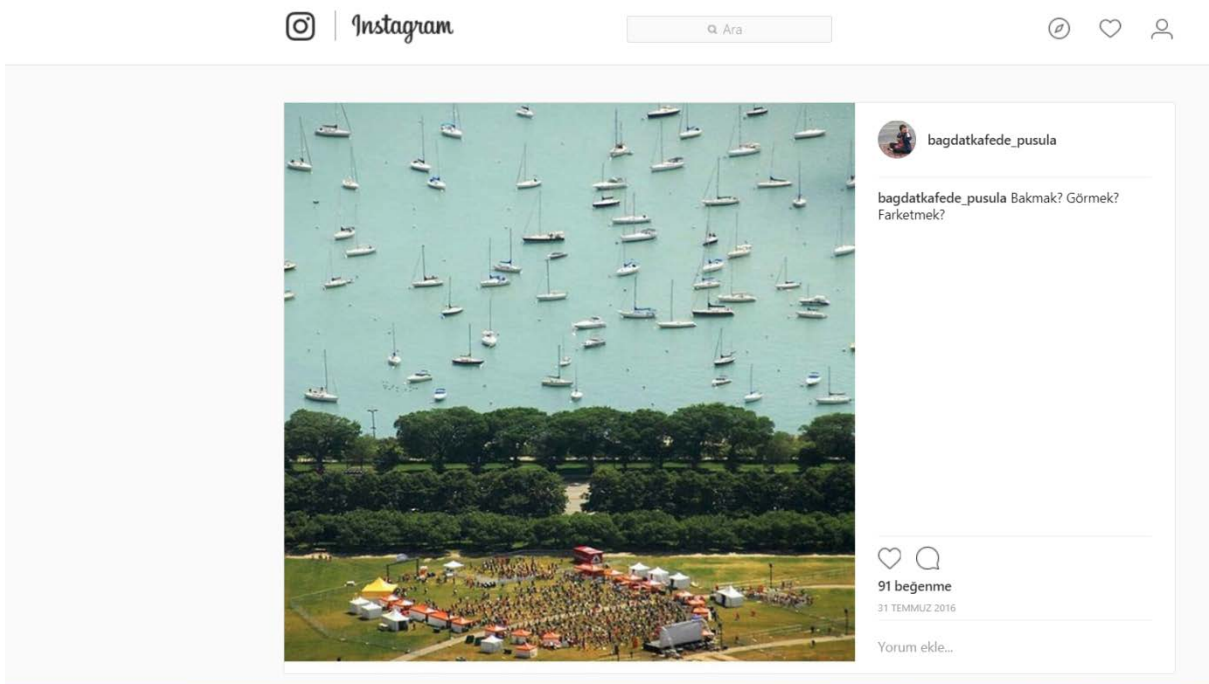 Instagram
Ara
bagdatkafede_pusula
bagdatkafede_pusula Bakmak? Görmek?
Farketmek?
91 beğenme
31 TEMMUZ 2016
Yorum ekle...